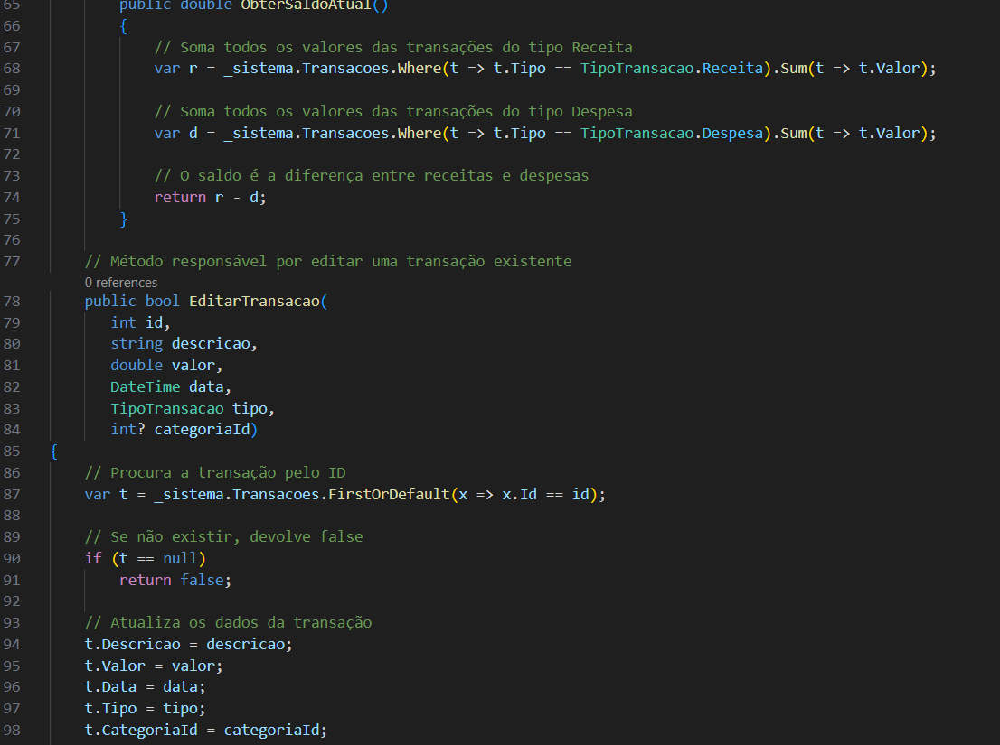 65 public double ObterSaldoAtual()
66 {
67 // Soma todos os valores das transações do tipo Receita
68 var r = _sistema.Transacoes.Where(t => t.Tipo == TipoTransacao.Receita).Sum(t => t.Valor);
69
70 // Soma todos os valores das transações do tipo Despesa
71 var d = _sistema.Transacoes.Where(t => t.Tipo == TipoTransacao.Despesa).Sum(t => t.Valor);
72
73 // O saldo é a diferença entre receitas e despesas
74 return r - d;
75 }
76
77 // Método responsável por editar uma transação existente
0 references
78 public bool EditarTransacao(
79 int id,
80 string descricao,
81 double valor,
82 DateTime data,
83 TipoTransacao tipo,
84 int? categoriaId)
85 {
86 // Procura a transação pelo ID
87 var t = _sistema.Transacoes.FirstOrDefault(x => x.Id == id);
88
89 // Se não existir, devolve false
90 if (t == null)
91 return false;
92
93 // Atualiza os dados da transação
94 t.Descricao = descricao;
95 t.Valor = valor;
96 t.Data = data;
97 t.Tipo = tipo;
98 t.CategoriaId = categoriaId;